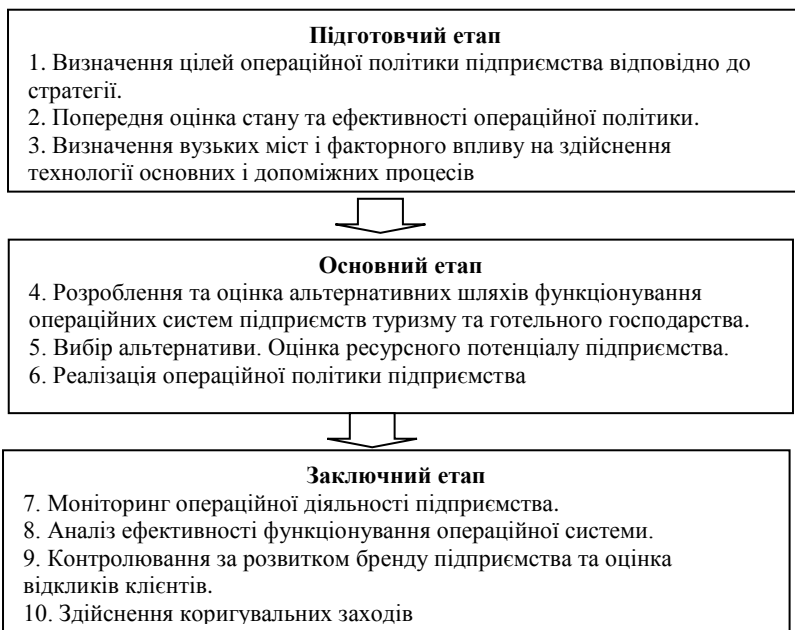 Підготовчий етап
1. Визначення цілей операційної політики підприємства відповідно до
стратегії.
2. Попередня оцінка стану та ефективності операційної політики.
3. Визначення вузьких міст і факторного впливу на здійснення
технології основних і допоміжних процесів
Основний етап
4. Розроблення та оцінка альтернативних шляхів функціонування
операційних систем підприємств туризму та готельного господарства.
5. Вибір альтернативи. Оцінка ресурсного потенціалу підприємства.
6. Реалізація операційної політики підприємства
Заключний етап
7. Моніторинг операційної діяльності підприємства.
8. Аналіз ефективності функціонування операційної системи.
9. Контролювання за розвитком бренду підприємства та оцінка
відкликів клієнтів.
10. Здійснення коригувальних заходів